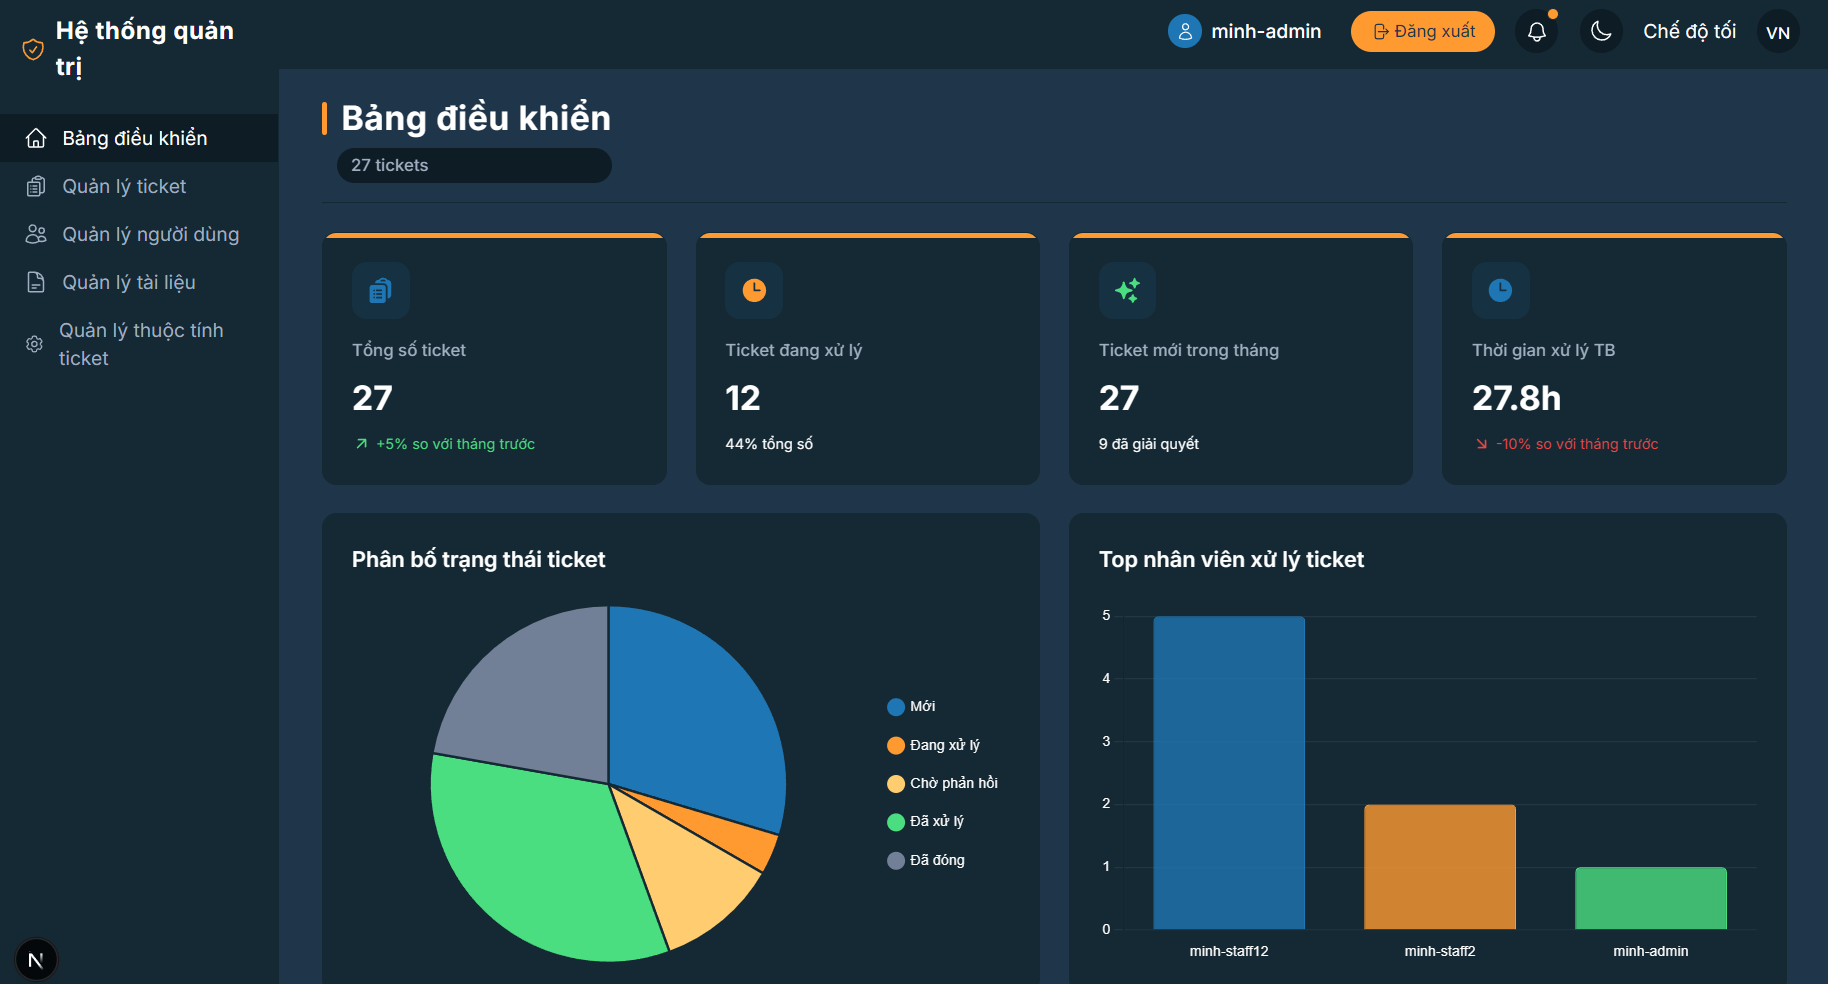 Hệ thống quản
trị
minh-admin
Đăng xuất
Chế độ tối
VN
Bảng điều khiển
Quản lý ticket
Quản lý người dùng
Quản lý tài liệu
Quản lý thuộc tính
ticket
N
Bảng điều khiển
27 tickets
Tổng số ticket
27
+5% so với tháng trước
Ticket đang xử lý
12
44% tổng số
Ticket mới trong tháng
27
9 đã giải quyết
Thời gian xử lý TB
27.8h
-10% so với tháng trước
Phân bố trạng thái ticket
Mới
Đang xử lý
Chờ phản hồi
Đã xử lý
Đã đóng
Top nhân viên xử lý ticket
5
4
3
2
1
0
minh-staff12
minh-staff2
minh-admin